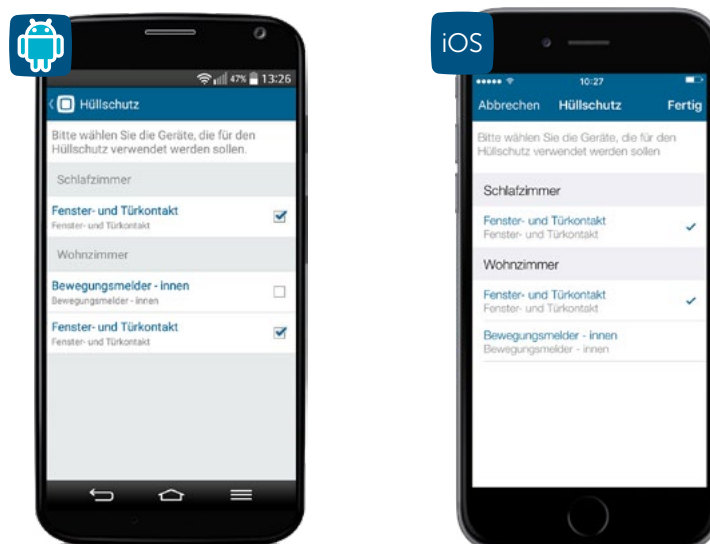 47% 13:26
Hüllschutz
Bitte wählen Sie die Geräte, die für den
Hüllschutz verwendet werden sollen.
Schlafzimmer
Fenster- und Türkontakt
Fenster- und Türkontakt
Wohnzimmer
Bewegungsmelder - innen
Bewegungsmelder - innen
Fenster- und Türkontakt
Fenster- und Türkontakt
iOS
10:27
Abbrechen Hüllschutz Fertig
Bitte wählen Sie die Geräte, die für den
Hüllschutz verwendet werden sollen
Schlafzimmer
Fenster- und Türkontakt
Fenster- und Türkontakt
Wohnzimmer
Fenster- und Türkontakt
Fenster- und Türkontakt
Bewegungsmelder - innen
Bewegungsmelder - innen